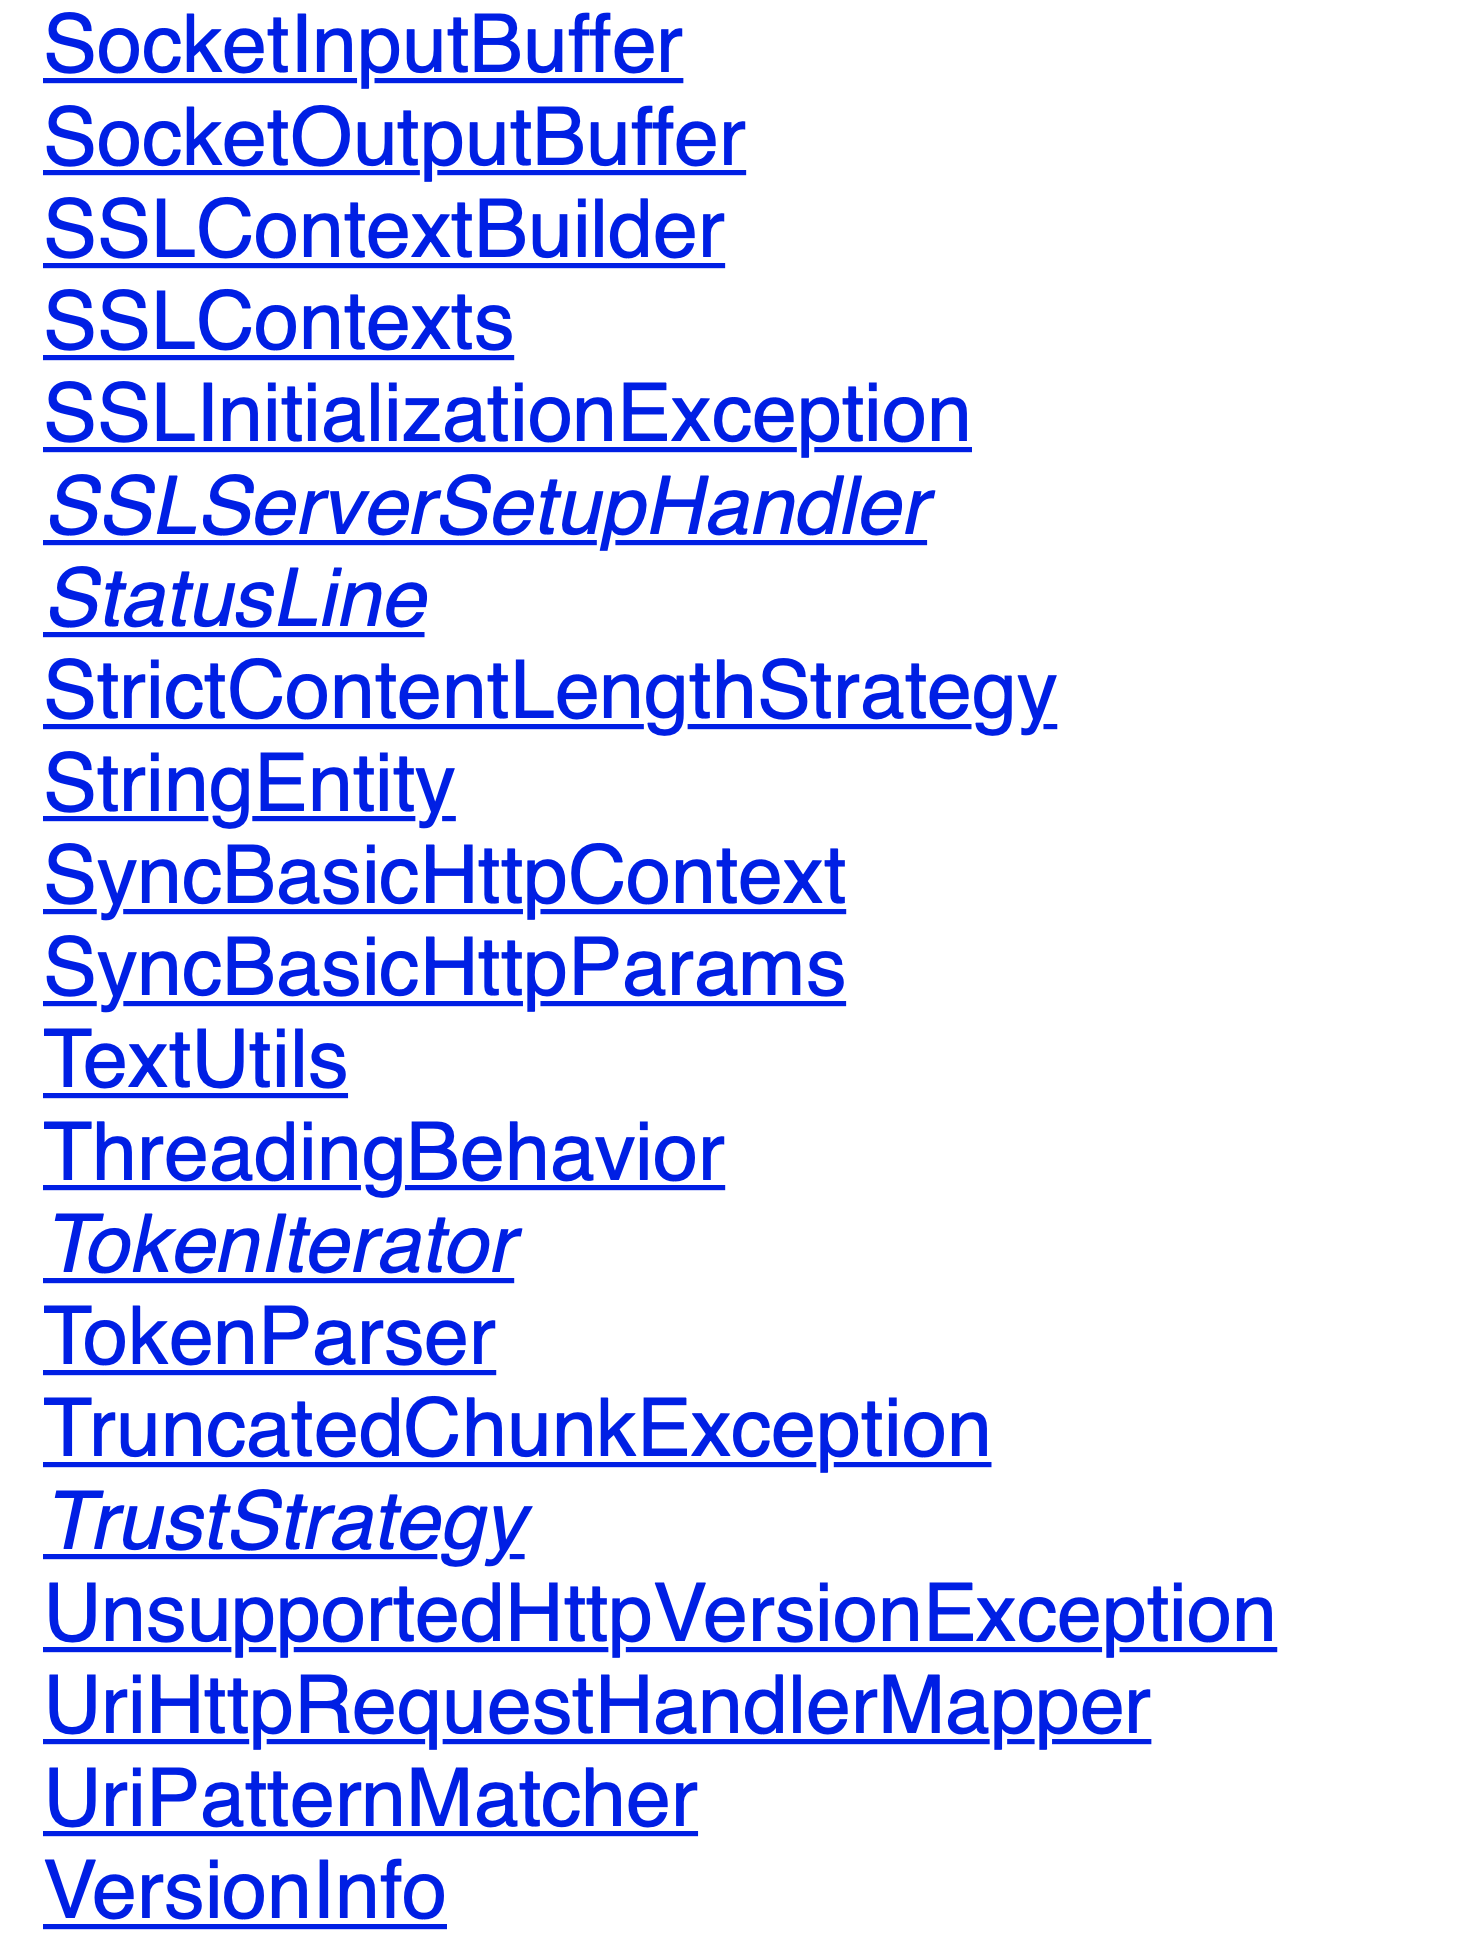 SocketInputBuffer
SocketOutputBuffer
SSLContextBuilder
SSLContexts
SSLInitializationException
SSLServerSetupHandler
StatusLine
StrictContentLengthStrategy
StringEntity
SyncBasicHttpContext
SyncBasicHttpParams
TextUtils
ThreadingBehavior
TokenIterator
TokenParser
TruncatedChunkException
TrustStrategy
UnsupportedHttpVersionException
UriHttpRequestHandlerMapper
UriPatternMatcher
VersionInfo